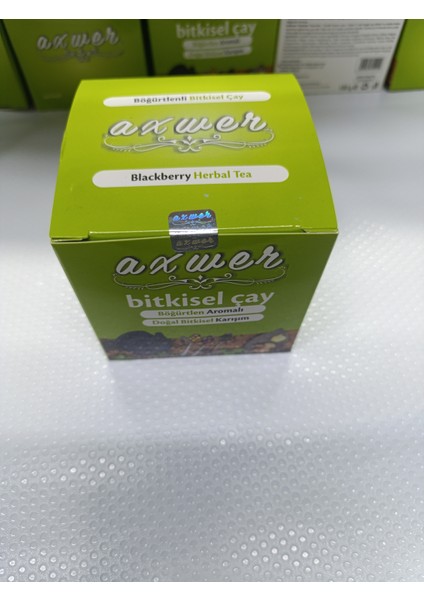 axwer
bitkisel çay
Böğürtlenli Bitkisel Çay
axwer
Blackberry Herbal Tea
axwer
axwer
axwer
bitkisel çay
Böğürtlen Aromalı
Doğal Bitkisel Karışım